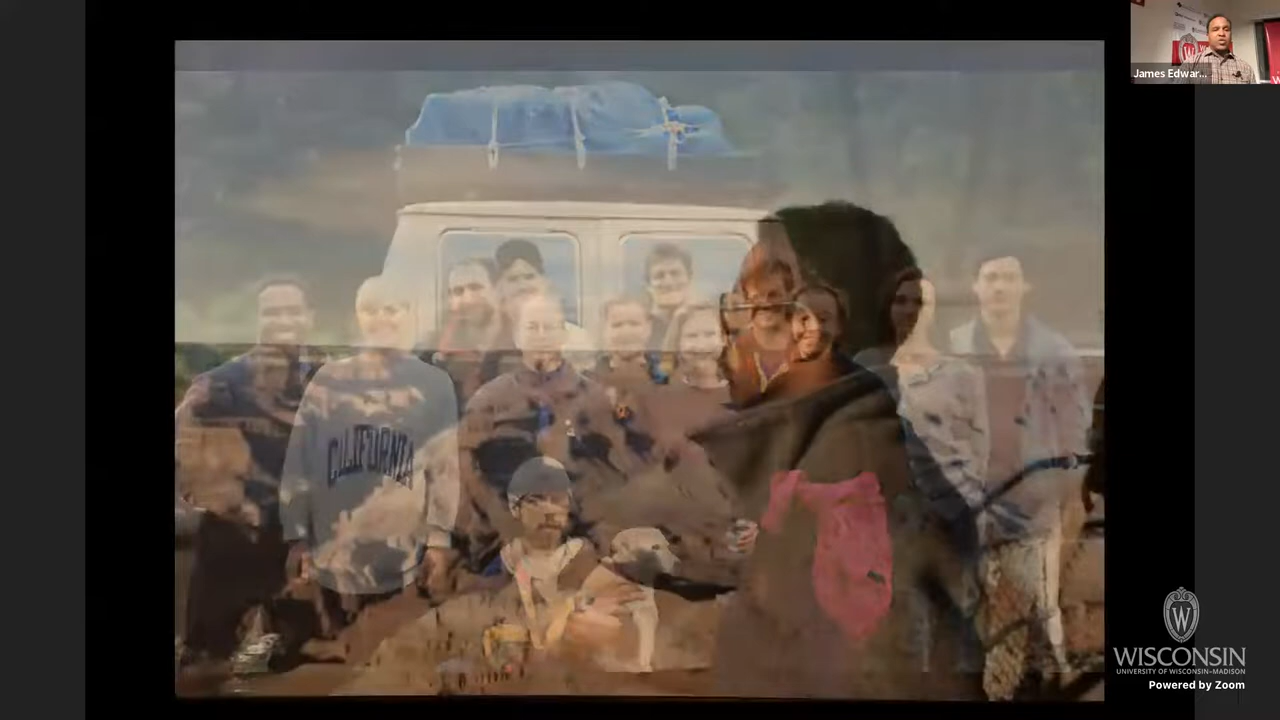 James Edwar...
CALIFORNIA
W
WISCONSIN
UNIVERSITY OF WISCONSIN–MADISON
Powered by Zoom